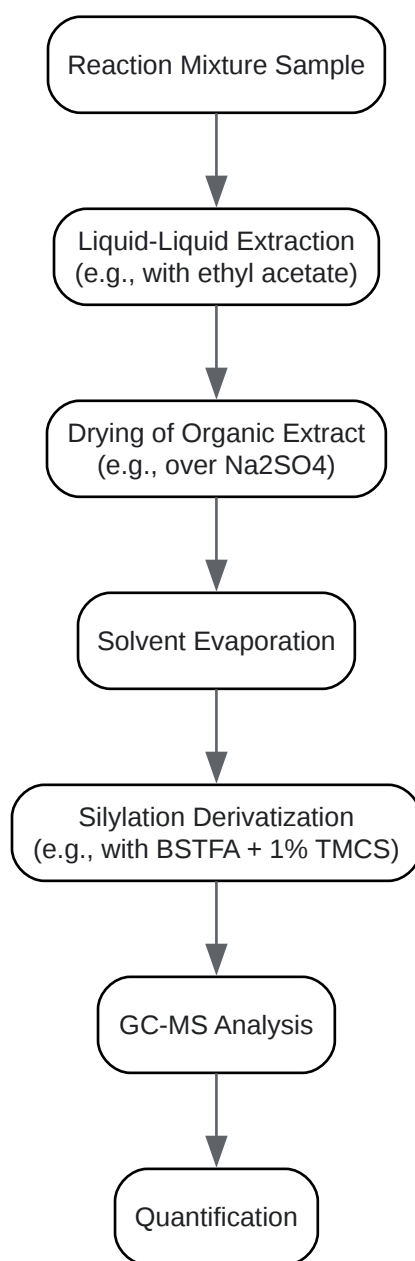 Reaction Mixture Sample
Liquid-Liquid Extraction
(e.g., with ethyl acetate)
Drying of Organic Extract
(e.g., over Na2SO4)
Solvent Evaporation
Silylation Derivatization
(e.g., with BSTFA + 1% TMCS)
GC-MS Analysis
Quantification